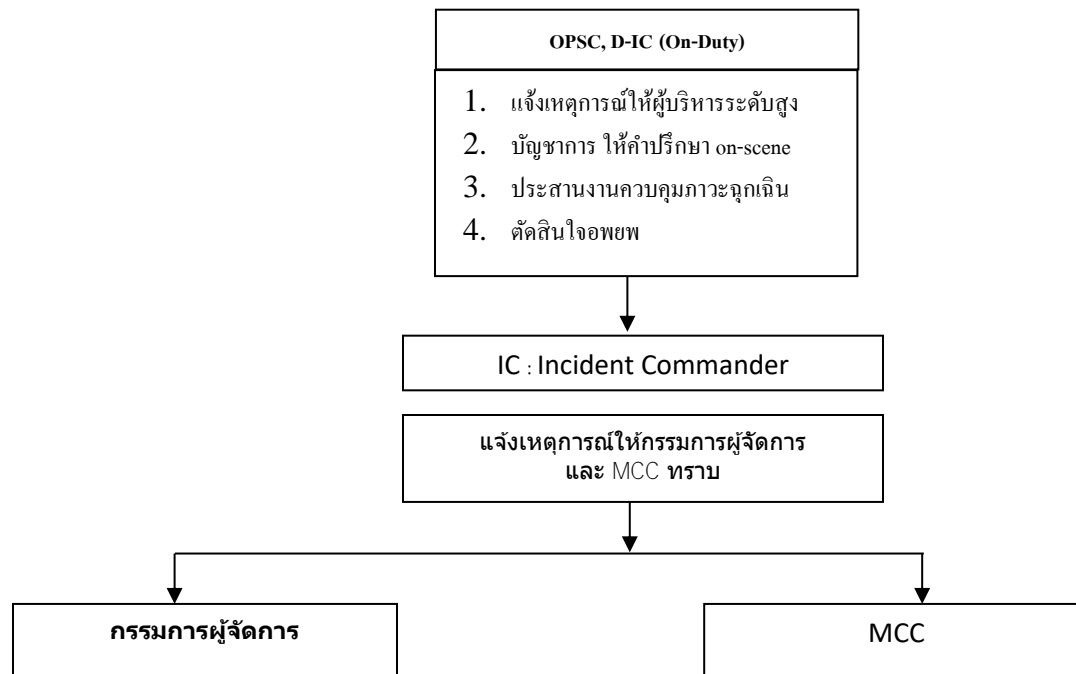 OPSC, D-IC (On-Duty)
1. แจ้งเหตุการณ์ให้ผู้บริหารระดับสูง
2. บัญชาการ ให้คำปรึกษา on-scene
3. ประสานงานควบคุมภาวะฉุกเฉิน
4. ตัดสินใจอพยพ
IC : Incident Commander
แจ้งเหตุการณ์ให้กรรมการผู้จัดการ
และ MCC ทราบ
กรรมการผู้จัดการ
MCC